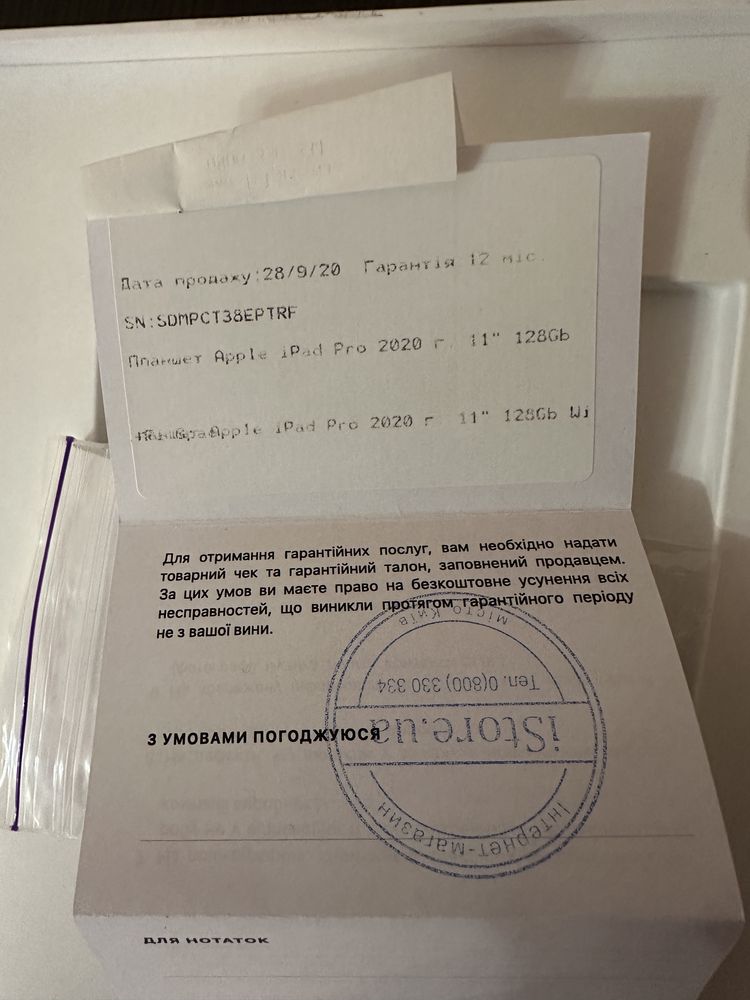 Дата продажу:28/9/20 Гарантія 12 міс.
SN:SDMPCT38EPTRF
Планшет Apple iPad Pro 2020 г. 11" 128Gb
Apple iPad Pro 2020 г. 11" 128Gb Wi
Для отримання гарантійних послуг, вам необхідно надати
товарний чек та гарантійний талон, заповнений продавцем.
За цих умов ви маєте право на безкоштовне усунення всіх
несправностей, що виникли протягом гарантійного періоду
не з вашої вини.
З УМОВАМИ ПОГОДЖУЮСЯ
Інтернет-магазин
iStore.ua
Тел. 0(800) 330 334
місто Київ
ДЛЯ НОТАТОК